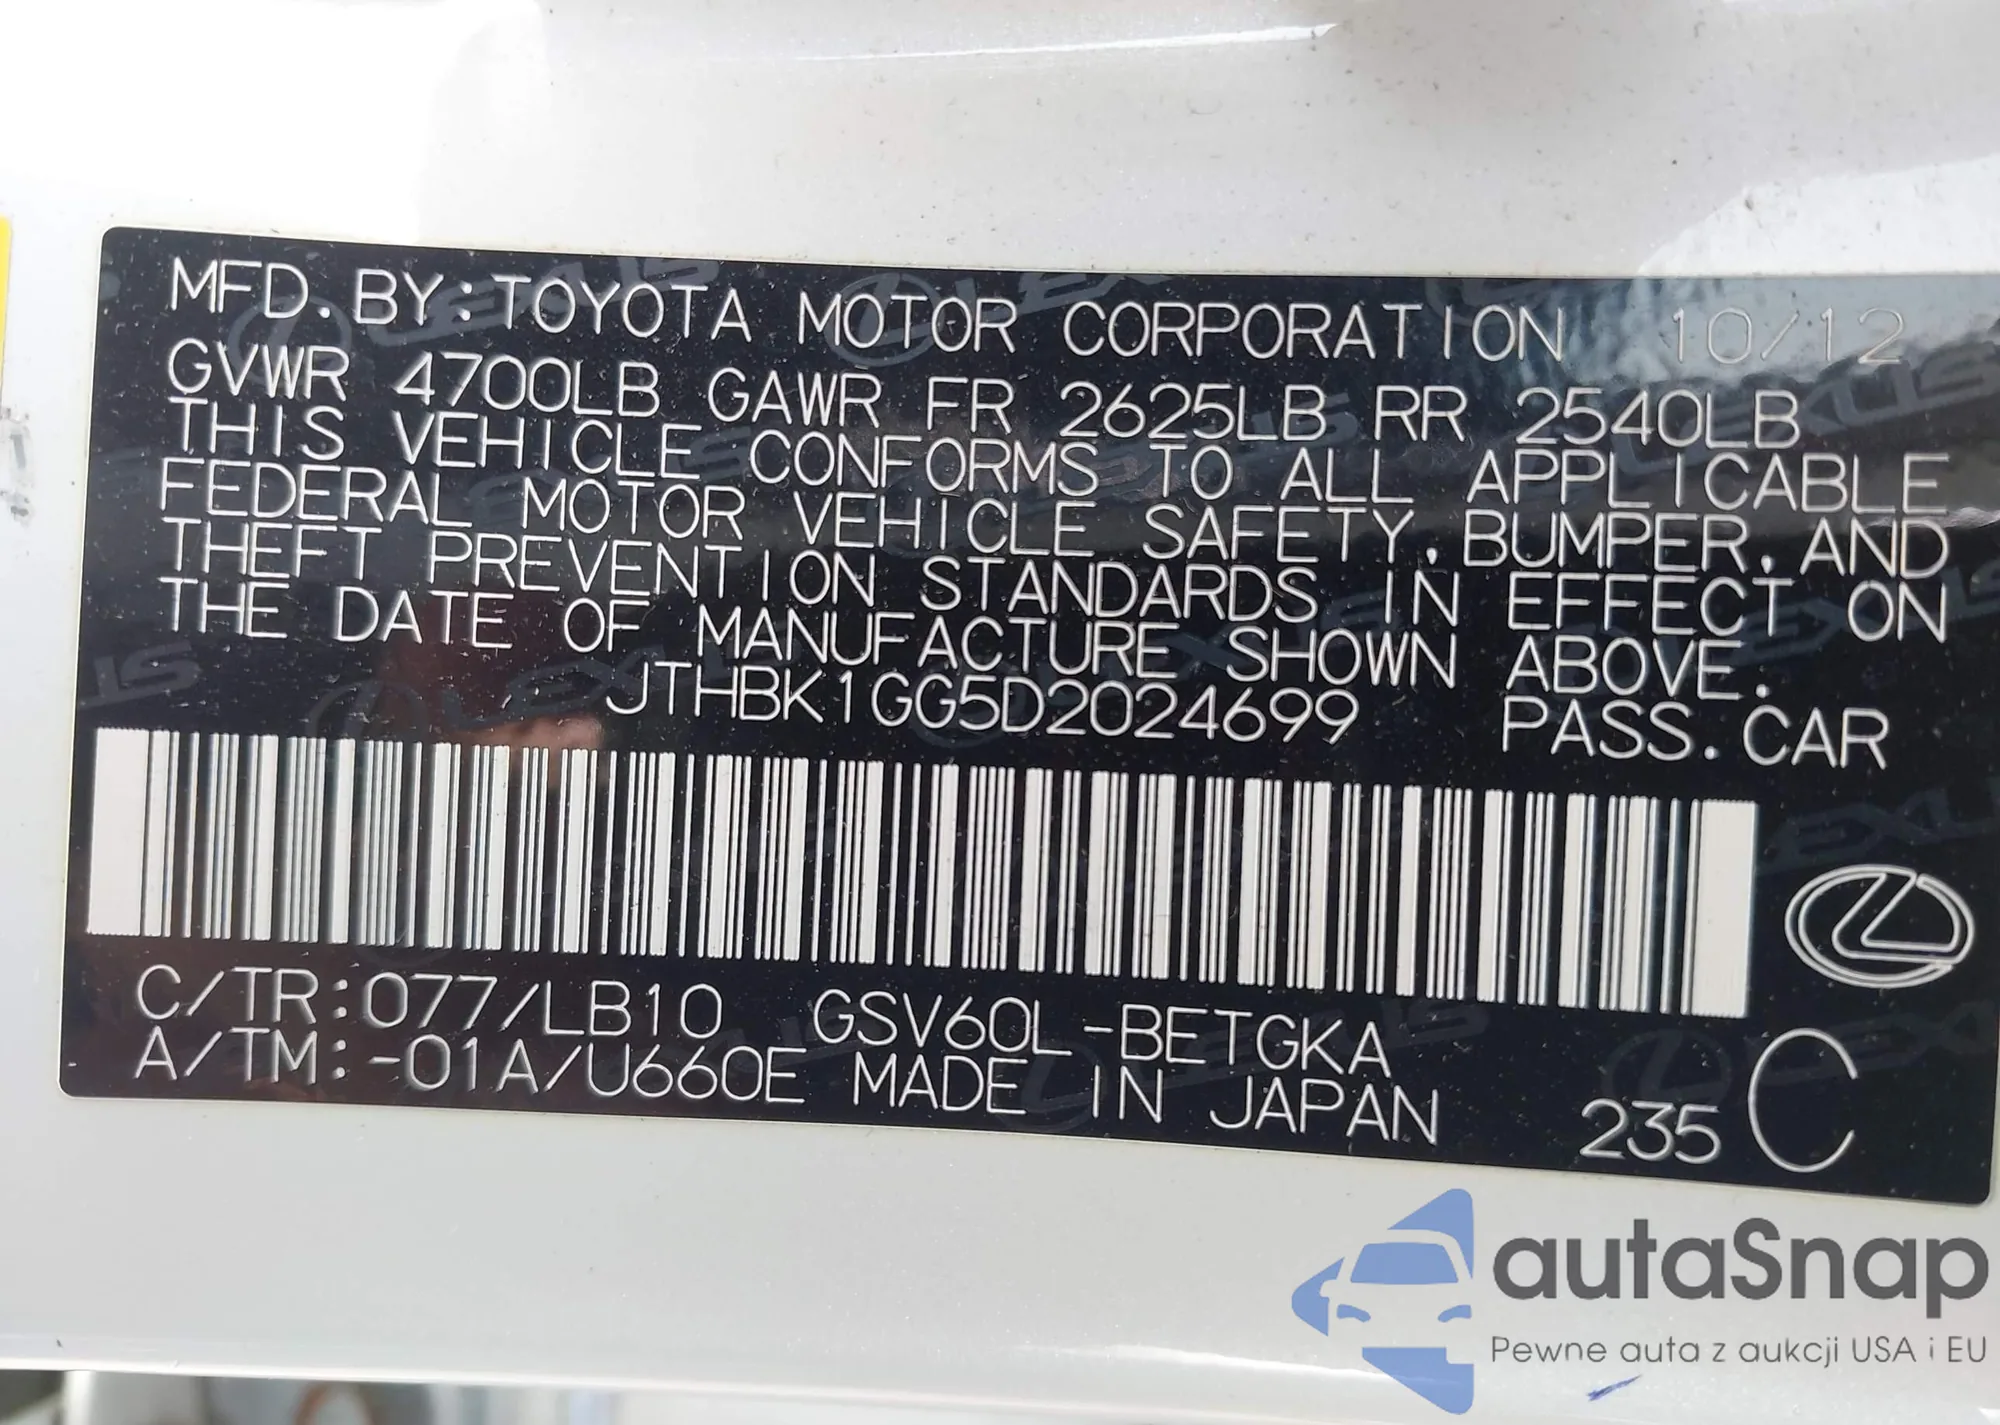 MFD. BY: TOYOTA MOTOR CORPORATION 10/12
GVWR 4700LB GAWR FR 2625LB RR 2540LB
THIS VEHICLE CONFORMS TO ALL APPLICABLE
FEDERAL MOTOR VEHICLE SAFETY, BUMPER, AND
THEFT PREVENTION STANDARDS IN EFFECT ON
THE DATE OF MANUFACTURE SHOWN ABOVE.
JTHBK1GG5D2024699 PASS. CAR
C/TR:077/LB10 GSV60L-BETGKA
A/TM:-01A/U660E MADE IN JAPAN 235 C
autaSnap
Pewne auta z aukcji USA i EU